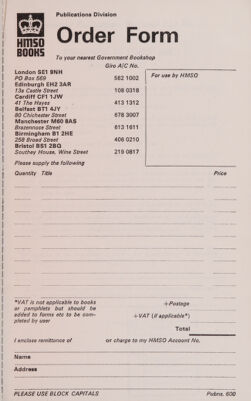 HMSO
BOOKS
Publications Division
Order Form
To your nearest Government Bookshop
Giro A/C No.
London SE1 9NH
PO Box 569 582 1002
Edinburgh EH2 3AR
13a Castle Street 108 0318
Cardiff CF1 1JW
41 The Hayes 413 1312
Belfast BT1 4JY
80 Chichester Street 678 3007
Manchester M60 8AS
Brazennose Street 613 1611
Birmingham B1 2HE
258 Broad Street 406 0210
Bristol BS1 2BQ
Southey House, Wine Street 219 0817
For use by HMSO
Please supply the following
Quantity Title Price
*VAT is not applicable to books
or pamphlets but should be
added to forms etc to be com-
pleted by user
+Postage
+VAT (if applicable*)
Total
I enclose remittance of or charge to my HMSO Account No.
Name
Address
PLEASE USE BLOCK CAPITALS Pubns. 600